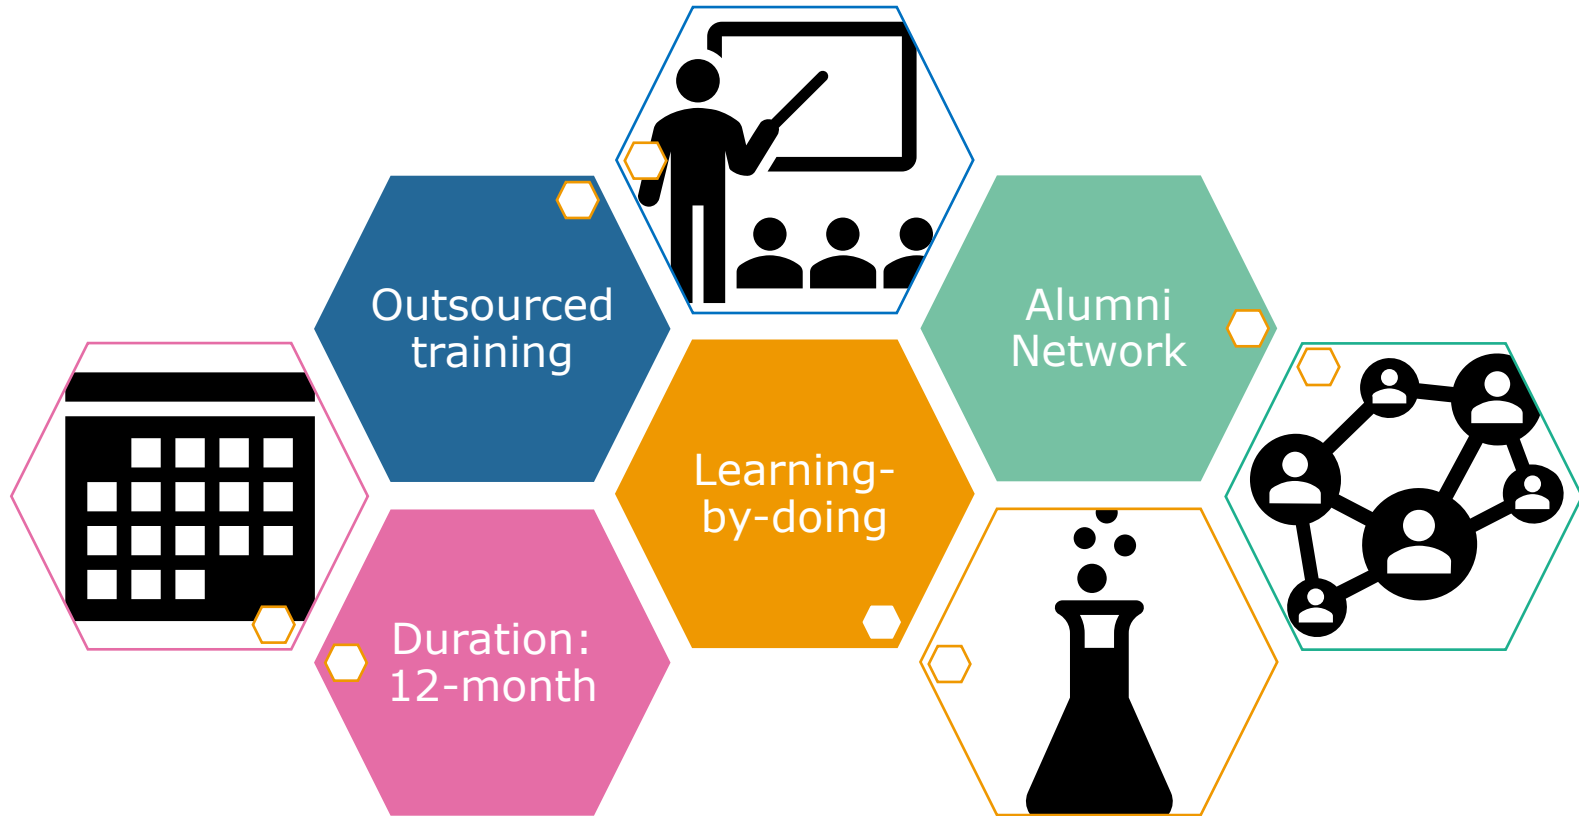 Outsourced
training
Alumni
Network
Learning-
by-doing
Duration:
12-month